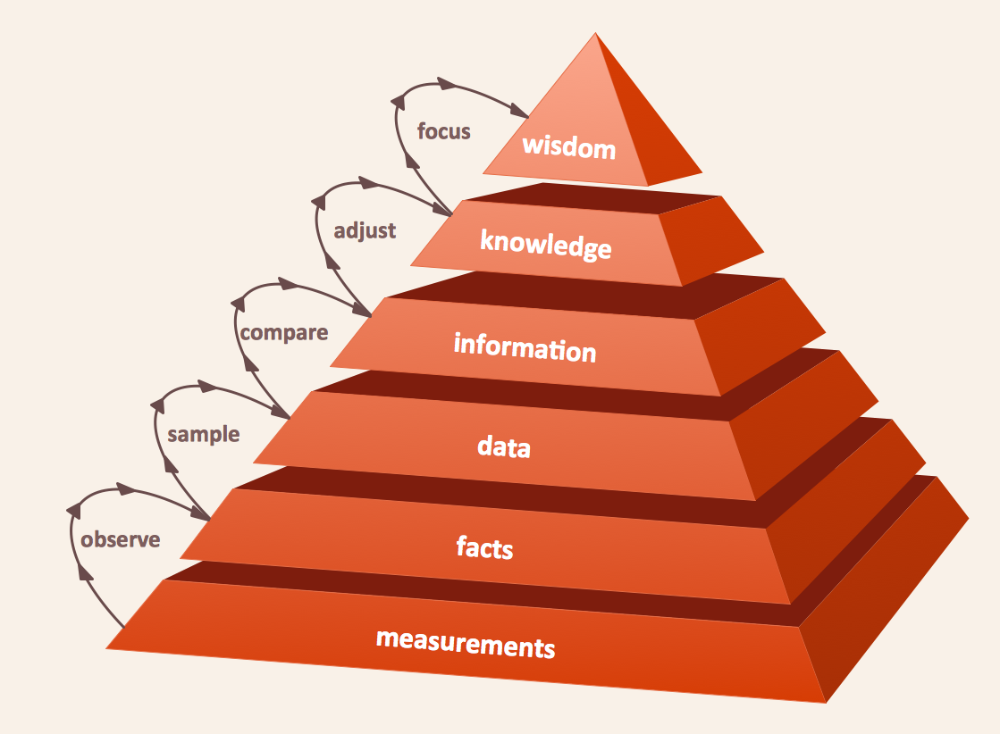 focus
wisdom
adjust
knowledge
compare
information
sample
data
observe
facts
measurements